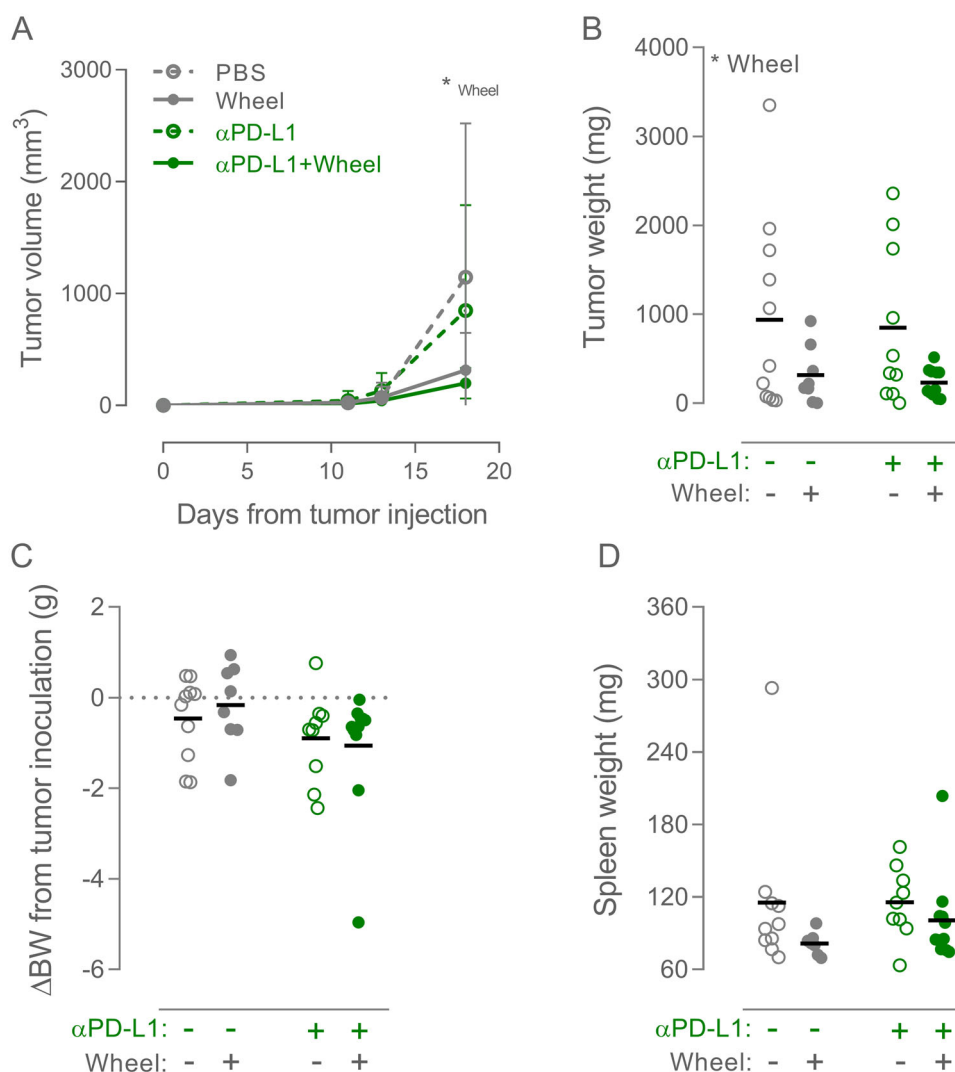 A
Tumor volume (mm³)
3000
2000
1000
0
PBS
Wheel
αPD-L1
αPD-L1+Wheel
* Wheel
0 5 10 15 20
Days from tumor injection
B
Tumor weight (mg)
4000
3000
2000
1000
0
* Wheel
αPD-L1: - - + +
Wheel: - + - +
C
ΔBW from tumor inoculation (g)
2
0
-2
-4
-6
αPD-L1: - - + +
Wheel: - + - +
D
Spleen weight (mg)
360
300
240
180
120
60
αPD-L1: - - + +
Wheel: - + - +